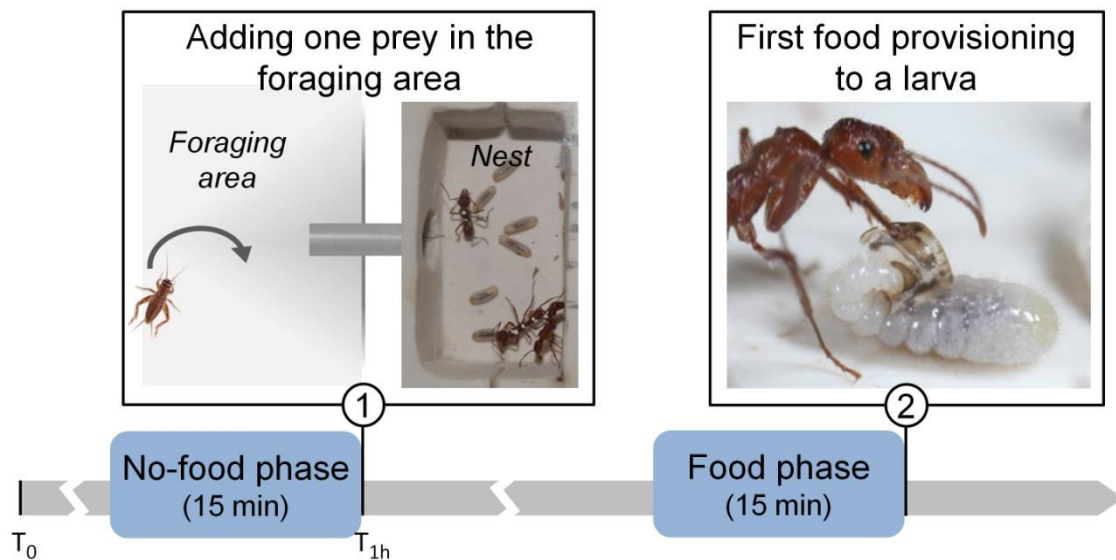 Adding one prey in the
foraging area
Foraging
area
Nest
First food provisioning
to a larva
1
2
No-food phase
(15 min)
Food phase
(15 min)
T0
T1h